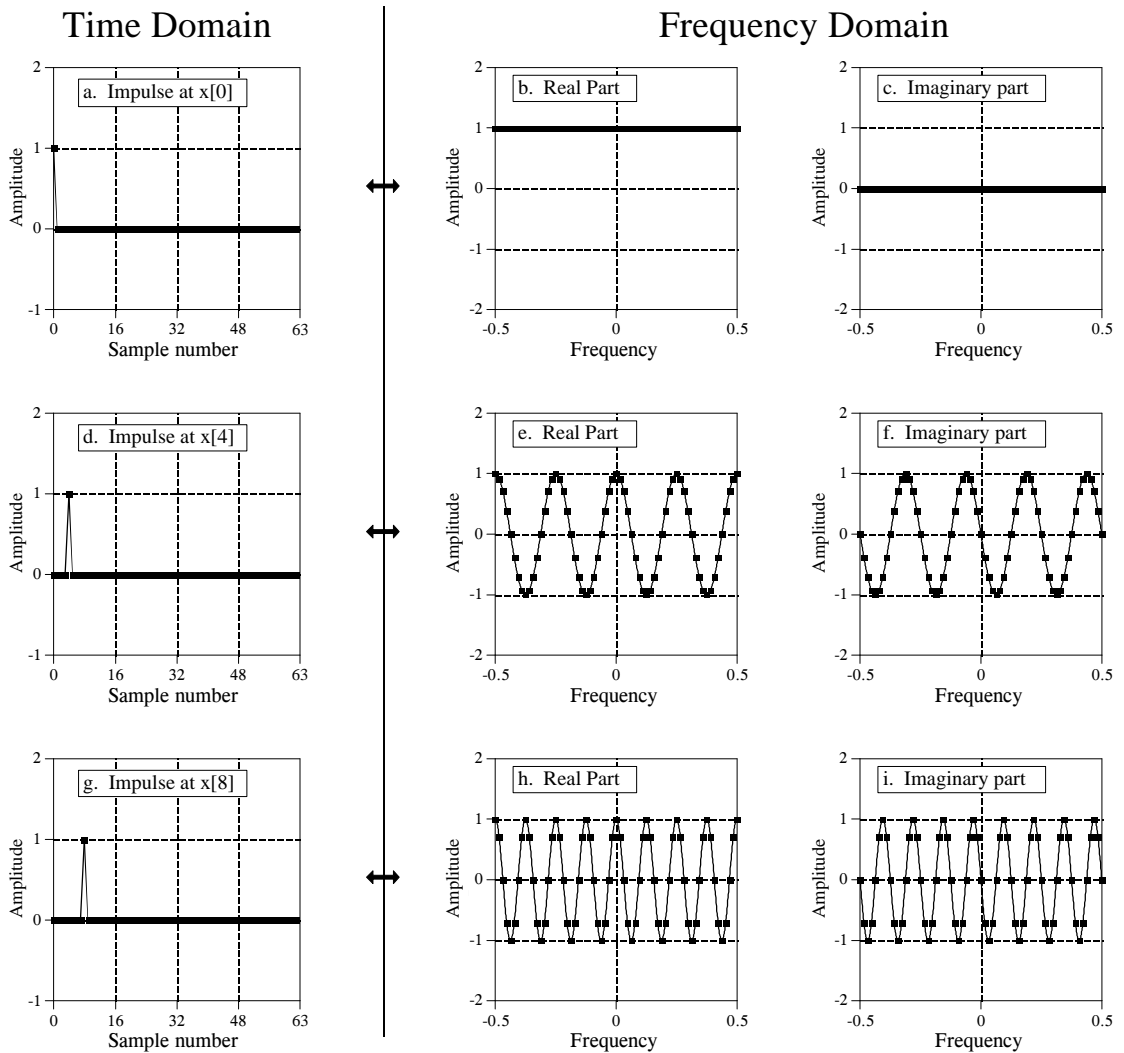 Time Domain
Frequency Domain
a. Impulse at x[0]
Amplitude
2
1
0
-1
0 16 32 48 63
Sample number
b. Real Part
Amplitude
2
1
0
-1
-2
-0.5 0 0.5
Frequency
c. Imaginary part
Amplitude
2
1
0
-1
-2
-0.5 0 0.5
Frequency
d. Impulse at x[4]
Amplitude
2
1
0
-1
0 16 32 48 63
Sample number
e. Real Part
Amplitude
2
1
0
-1
-2
-0.5 0 0.5
Frequency
f. Imaginary part
Amplitude
2
1
0
-1
-2
-0.5 0 0.5
Frequency
g. Impulse at x[8]
Amplitude
2
1
0
-1
0 16 32 48 63
Sample number
h. Real Part
Amplitude
2
1
0
-1
-2
-0.5 0 0.5
Frequency
i. Imaginary part
Amplitude
2
1
0
-1
-2
-0.5 0 0.5
Frequency